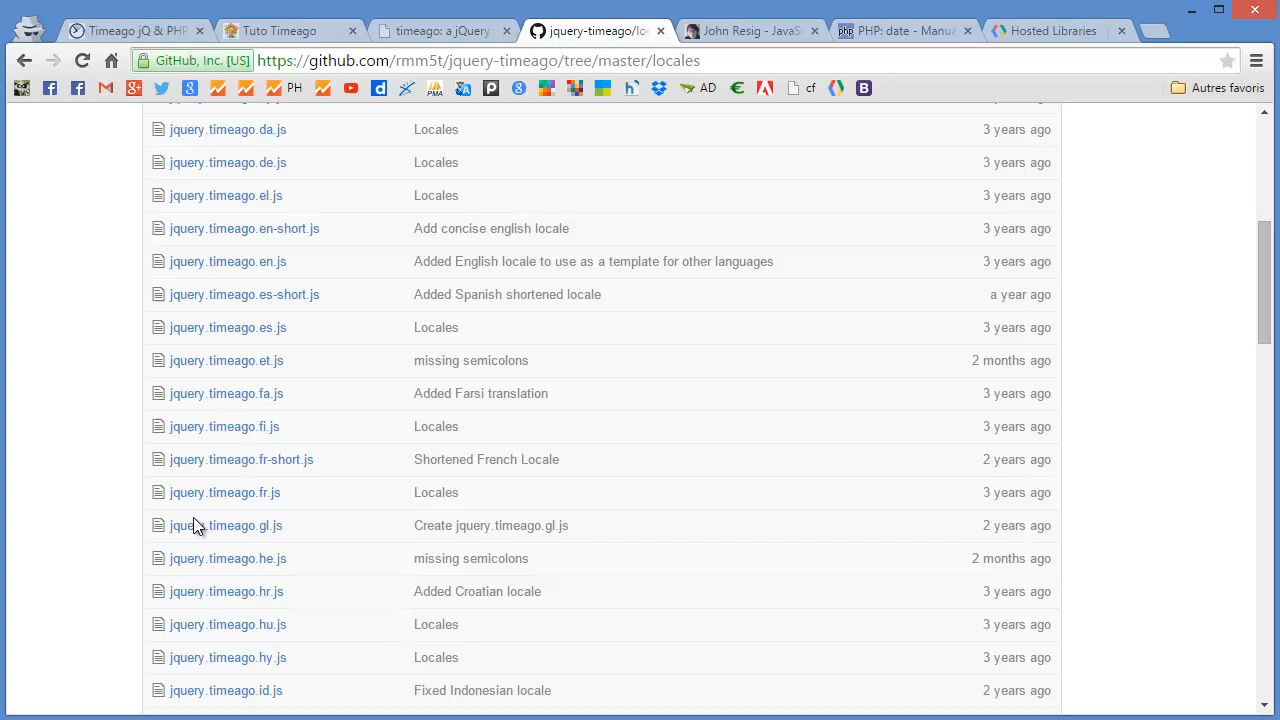 Timeago jQ & PHP
Tuto Timeago
timeago: a jQuery
jquery-timeago/lo
John Resig - JavaS
PHP: date - Manua
Hosted Libraries
GitHub, Inc. [US]
https://github.com/rmm5t/jquery-timeago/tree/master/locales
PH
PMA
AD
cf
Autres favoris
jquery.timeago.da.js Locales 3 years ago
jquery.timeago.de.js Locales 3 years ago
jquery.timeago.el.js Locales 3 years ago
jquery.timeago.en-short.js Add concise english locale 3 years ago
jquery.timeago.en.js Added English locale to use as a template for other languages 3 years ago
jquery.timeago.es-short.js Added Spanish shortened locale a year ago
jquery.timeago.es.js Locales 3 years ago
jquery.timeago.et.js missing semicolons 2 months ago
jquery.timeago.fa.js Added Farsi translation 3 years ago
jquery.timeago.fi.js Locales 3 years ago
jquery.timeago.fr-short.js Shortened French Locale 2 years ago
jquery.timeago.fr.js Locales 3 years ago
jquery.timeago.gl.js Create jquery.timeago.gl.js 2 years ago
jquery.timeago.he.js missing semicolons 2 months ago
jquery.timeago.hr.js Added Croatian locale 3 years ago
jquery.timeago.hu.js Locales 3 years ago
jquery.timeago.hy.js Locales 3 years ago
jquery.timeago.id.js Fixed Indonesian locale 2 years ago